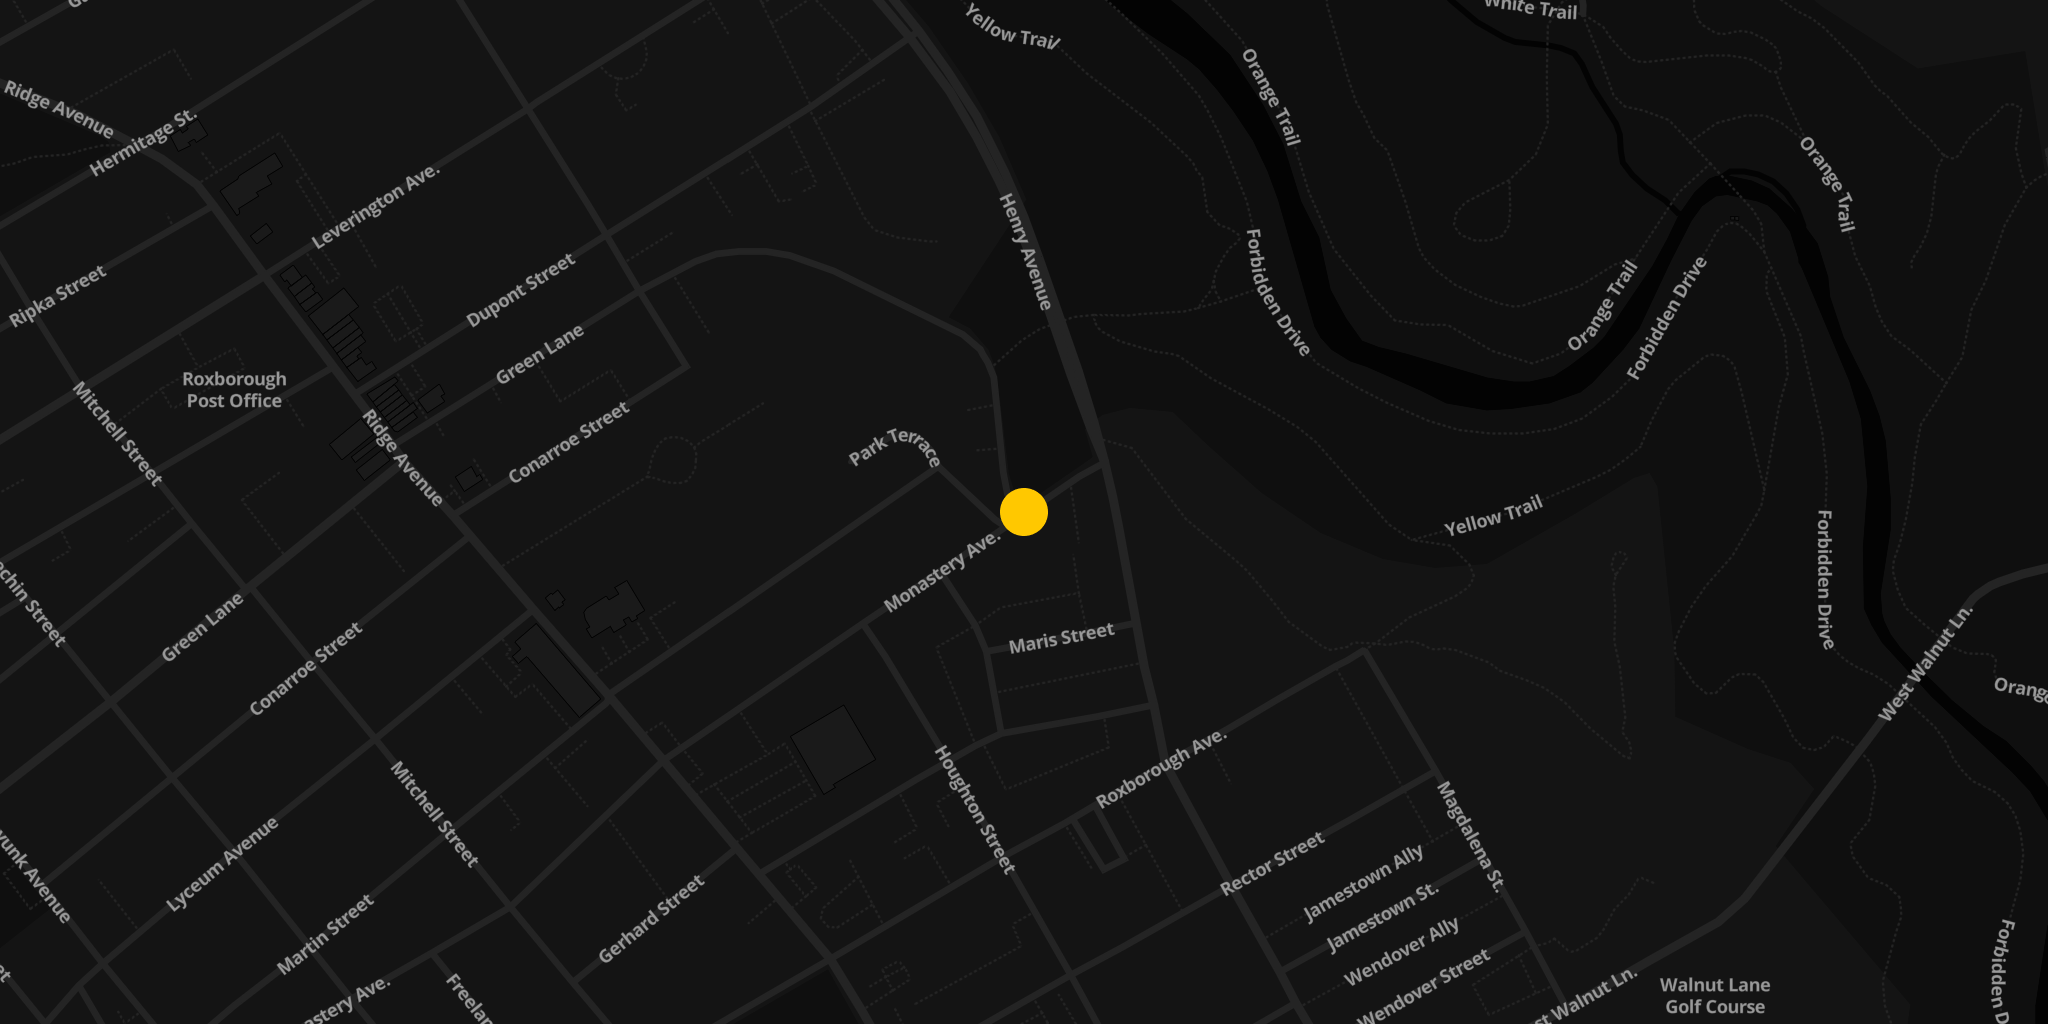 White Trail
Yellow Trail
Ridge Avenue
Hermitage St.
Orange Trail
Orange Trail
Leverington Ave.
Henry Avenue
Ripka Street
Dupont Street
Forbidden Drive
Orange Trail
Forbidden Drive
Green Lane
Roxborough
Post Office
Mitchell Street
Ridge Avenue
Conarroe Street
Park Terrace
Yellow Trail
Forbidden Drive
Monastery Ave.
Green Lane
Maris Street
Conarroe Street
West Walnut Ln.
Mitchell Street
Houghton Street
Roxborough Ave.
Magdalena St.
Lyceum Avenue
Rector Street
Jamestown Ally
Jamestown St.
Martin Street
Gerhard Street
Wendover Ally
Wendover Street
Walnut Lane
Golf Course